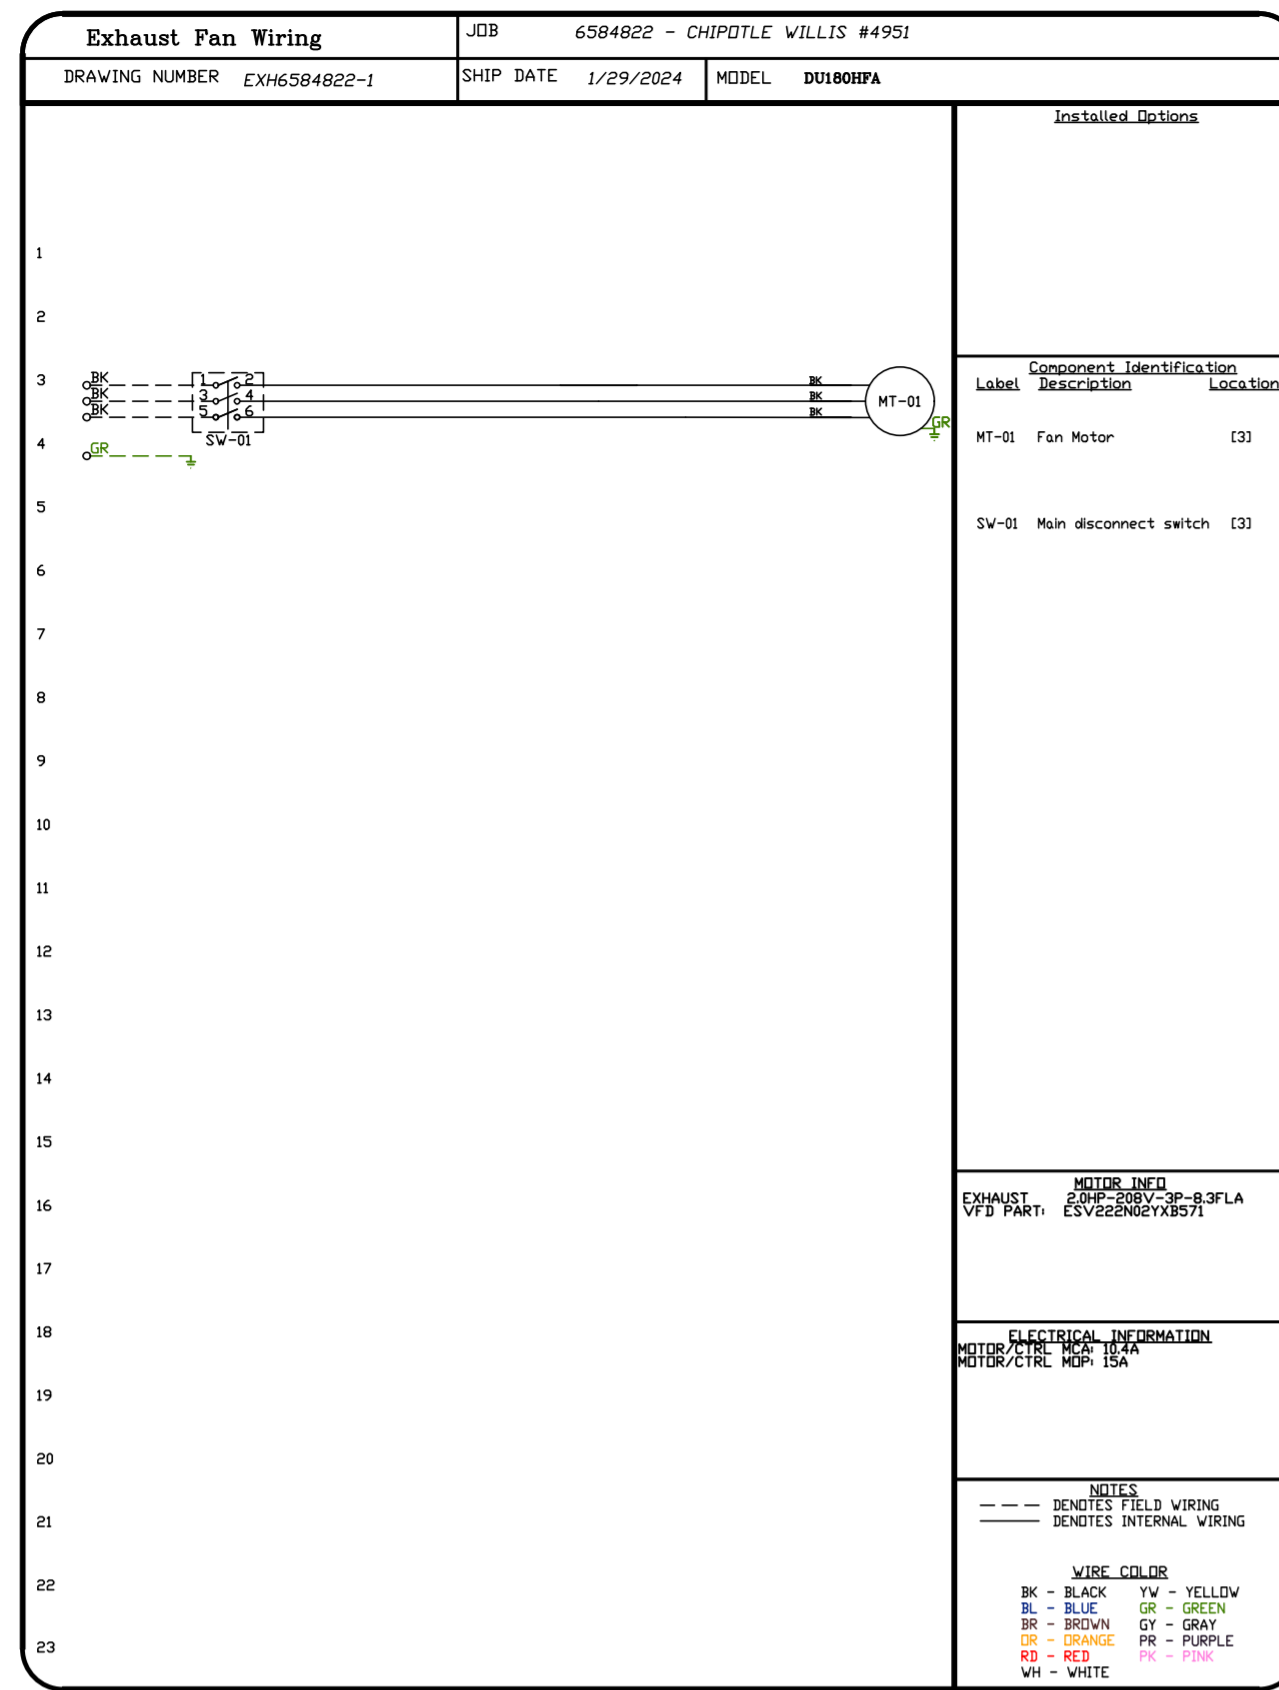 Exhaust Fan Wiring
JOB 6584822 - CHIPOTLE WILLIS #4951
DRAWING NUMBER EXH6584822-1
SHIP DATE 1/29/2024
MODEL DU180HFA
Installed Options
1
2
3
BK
BK
BK
1 2
3 4
5 6
SW-01
BK
BK
BK
MT-01
GR
4
GR
5
6
7
8
9
10
11
12
13
14
15
16
17
18
19
20
21
22
23
Component Identification
Label Description Location
MT-01 Fan Motor [3]
SW-01 Main disconnect switch [3]
MOTOR INFO
EXHAUST 2.0HP-208V-3P-8.3FLA
VFD PART: ESV222N02YXB571
ELECTRICAL INFORMATION
MOTOR/CTRL MCA: 10.4A
MOTOR/CTRL MOP: 15A
NOTES
DENOTES FIELD WIRING
DENOTES INTERNAL WIRING
WIRE COLOR
BK - BLACK YW - YELLOW
BL - BLUE GR - GREEN
BR - BROWN GY - GRAY
OR - ORANGE PR - PURPLE
RD - RED PK - PINK
WH - WHITE